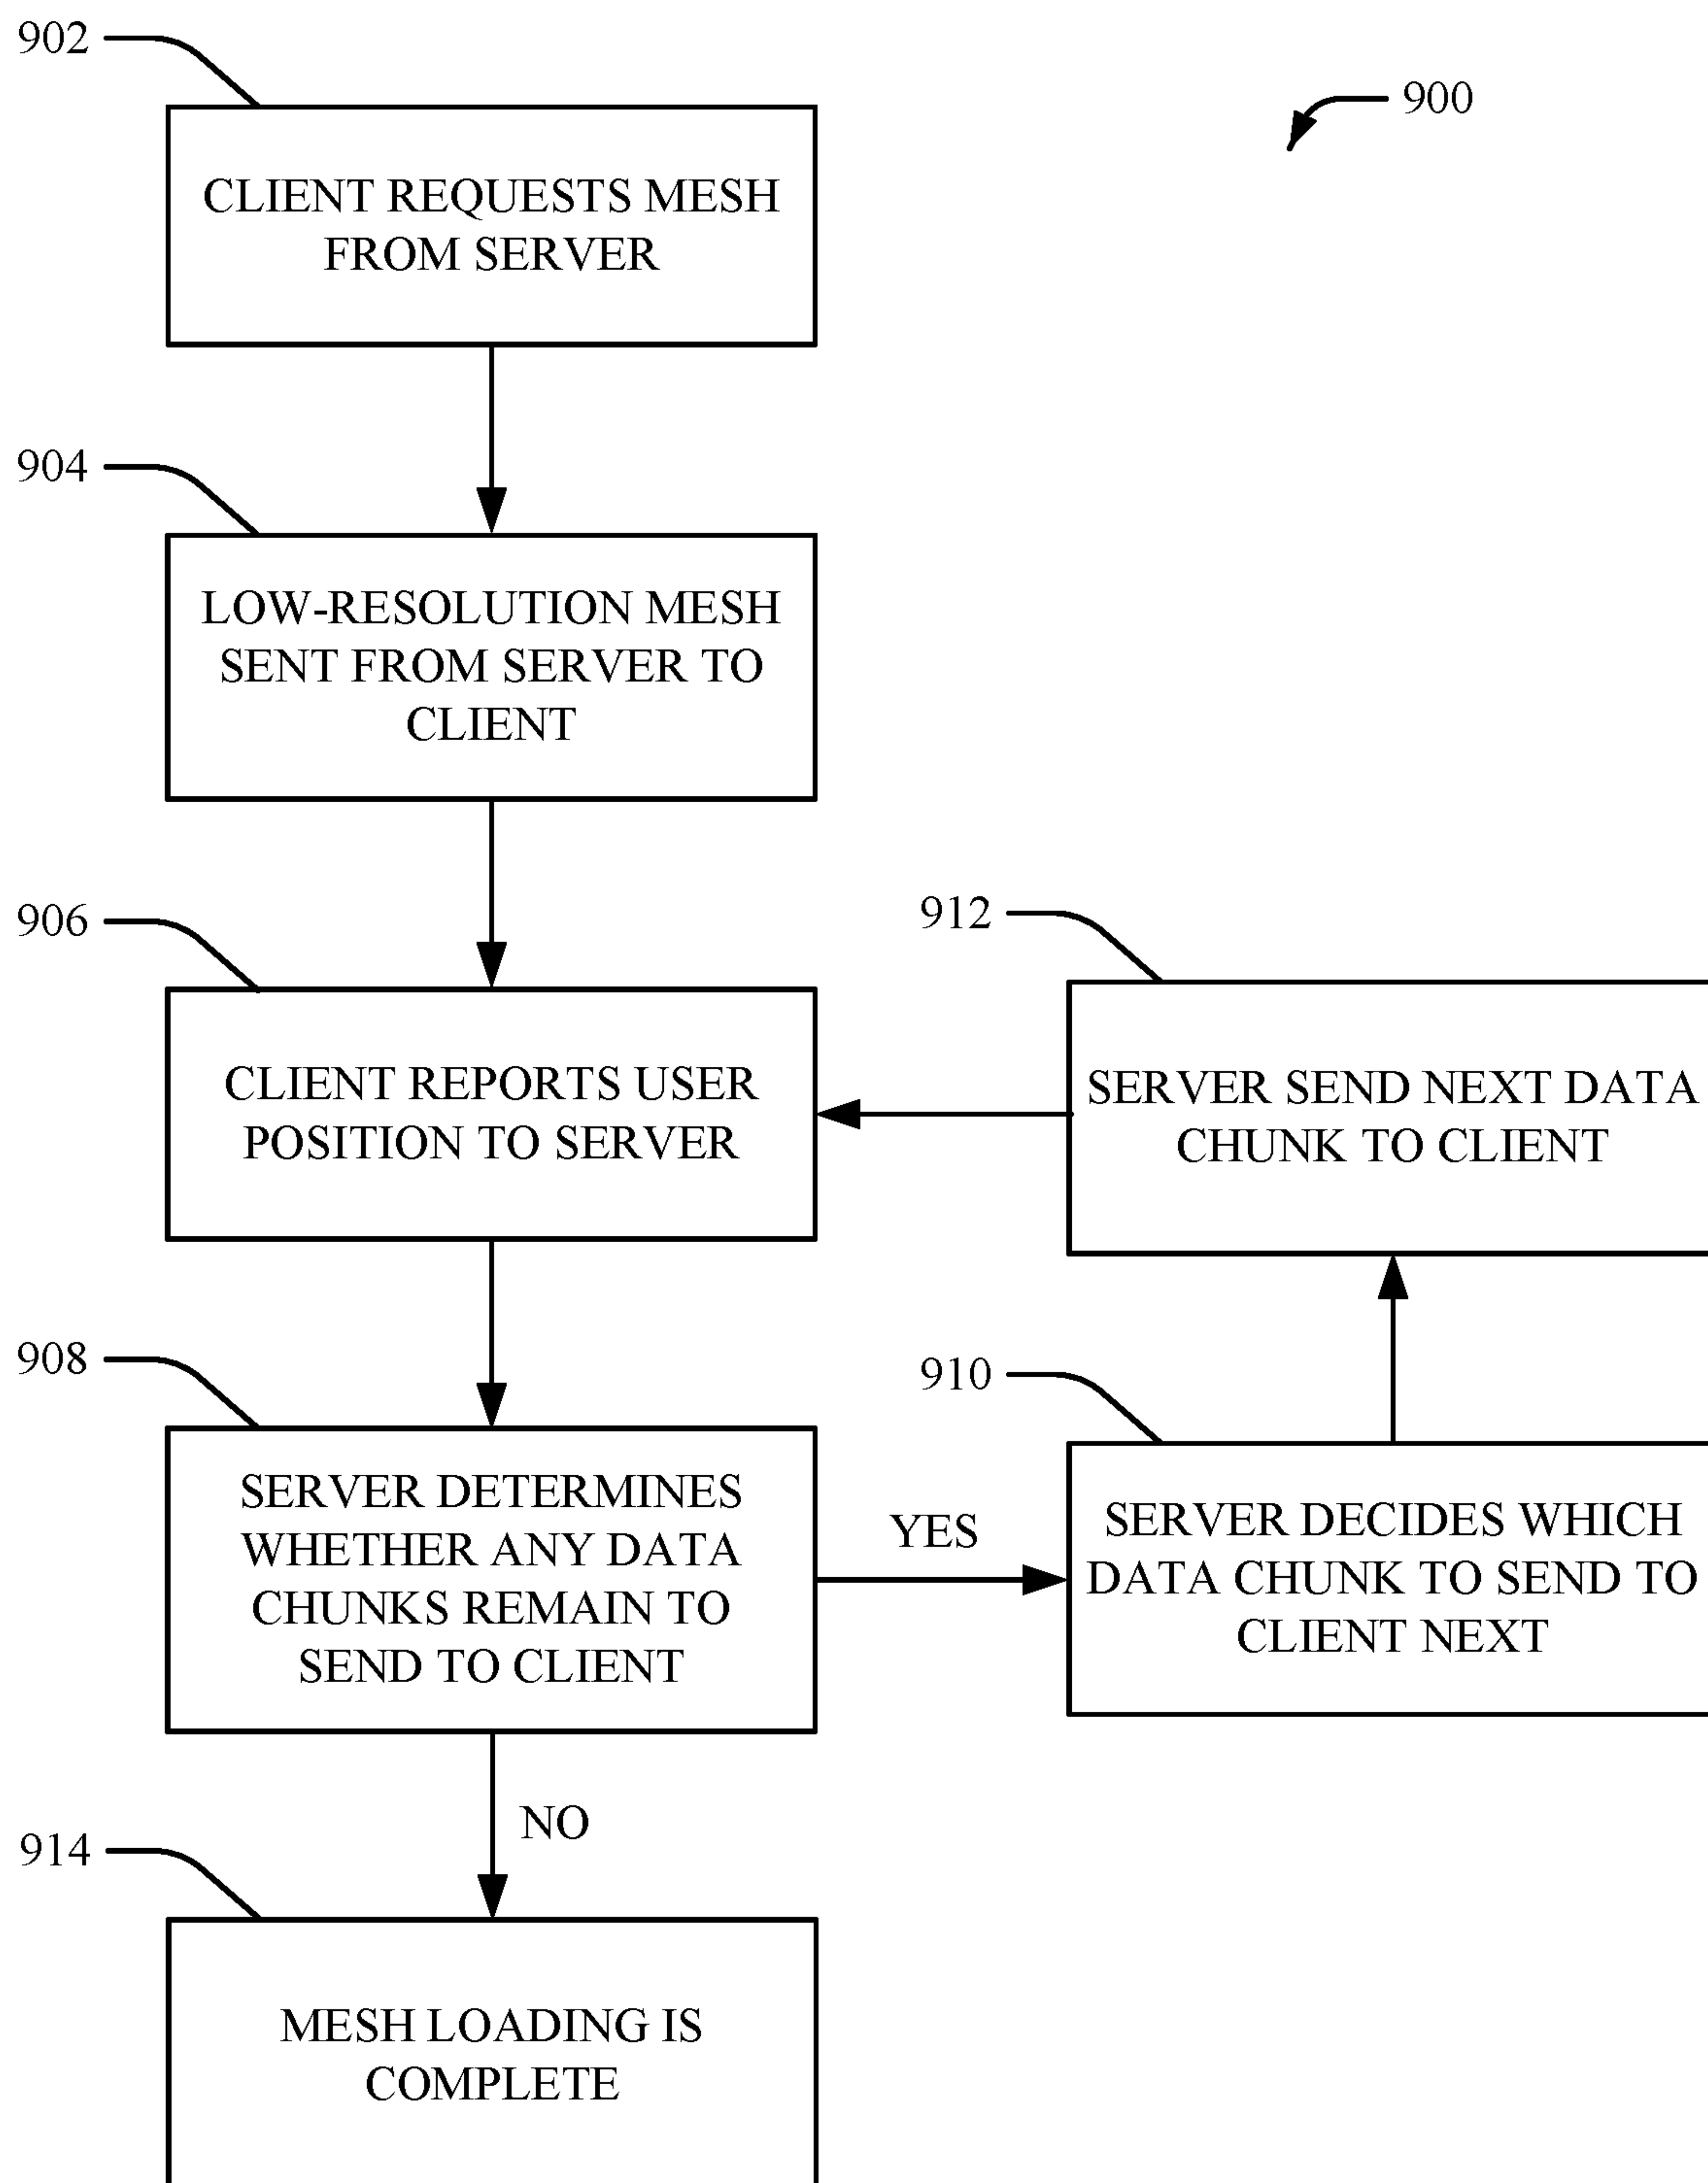 902
900
CLIENT REQUESTS MESH
FROM SERVER
904
LOW-RESOLUTION MESH
SENT FROM SERVER TO
CLIENT
906
CLIENT REPORTS USER
POSITION TO SERVER
912
SERVER SEND NEXT DATA
CHUNK TO CLIENT
908
SERVER DETERMINES
WHETHER ANY DATA
CHUNKS REMAIN TO
SEND TO CLIENT
YES
910
SERVER DECIDES WHICH
DATA CHUNK TO SEND TO
CLIENT NEXT
NO
914
MESH LOADING IS
COMPLETE